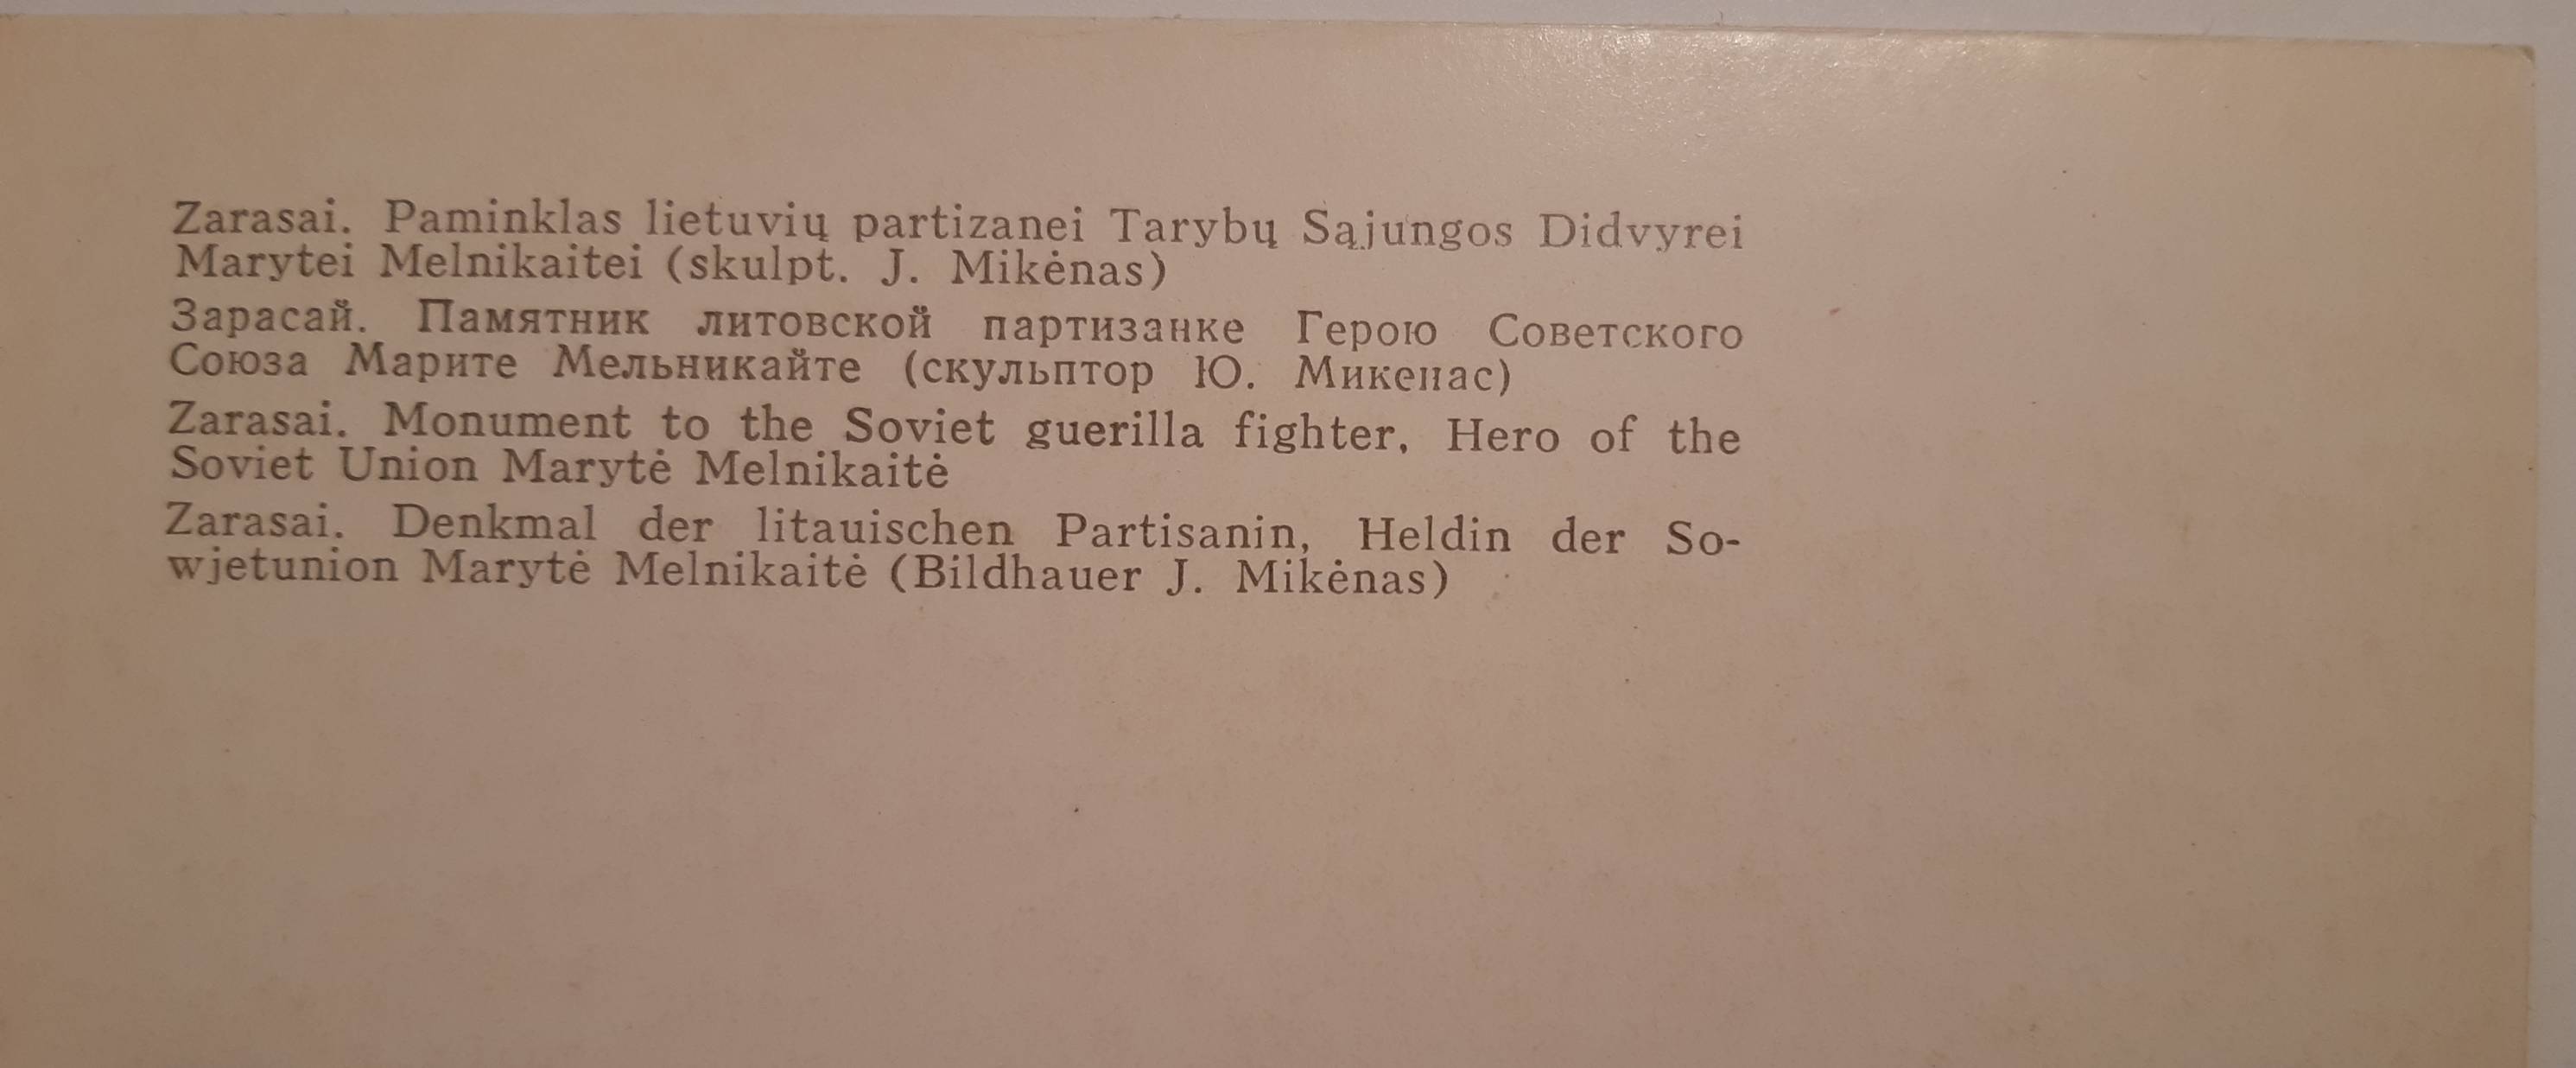 Zarasai. Paminklas lietuvių partizanei Tarybų Sąjungos Didvyrei
Marytei Melnikaitei (skulpt. J. Mikėnas)
Зарасай. Памятник литовской партизанке Герою Советского
Союза Марите Мельникайте (скульптор Ю. Микенас)
Zarasai. Monument to the Soviet guerilla fighter, Hero of the
Soviet Union Marytė Melnikaitė
Zarasai. Denkmal der litauischen Partisanin, Heldin der So-
wjetunion Marytė Melnikaitė (Bildhauer J. Mikėnas)